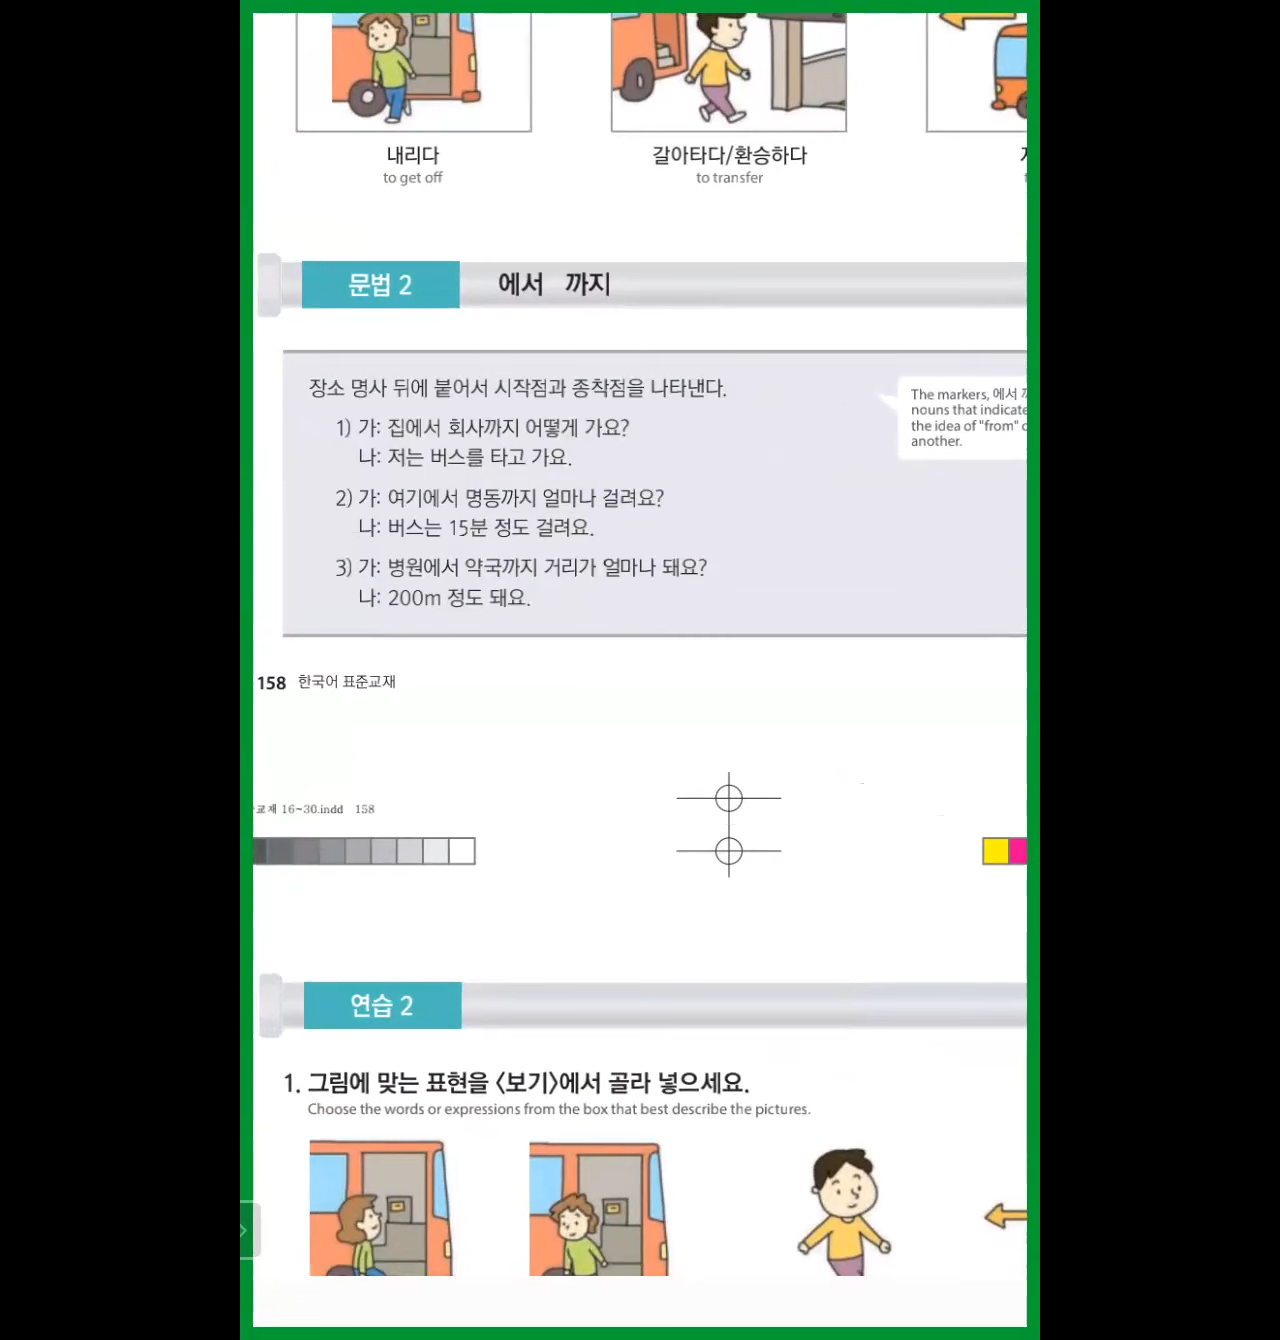 내리다
to get off
갈아타다/환승하다
to transfer
문법 2 에서 까지
장소 명사 뒤에 붙어서 시작점과 종착점을 나타낸다.
The markers, 에서
nouns that indicate
the idea of "from"
another.
1) 가: 집에서 회사까지 어떻게 가요?
나: 저는 버스를 타고 가요.
2) 가: 여기에서 명동까지 얼마나 걸려요?
나: 버스는 15분 정도 걸려요.
3) 가: 병원에서 약국까지 거리가 얼마나 돼요?
나: 200m 정도 돼요.
158 한국어 표준교재
교재 16~30.indd 158
연습 2
1. 그림에 맞는 표현을 〈보기〉에서 골라 넣으세요.
Choose the words or expressions from the box that best describe the pictures.